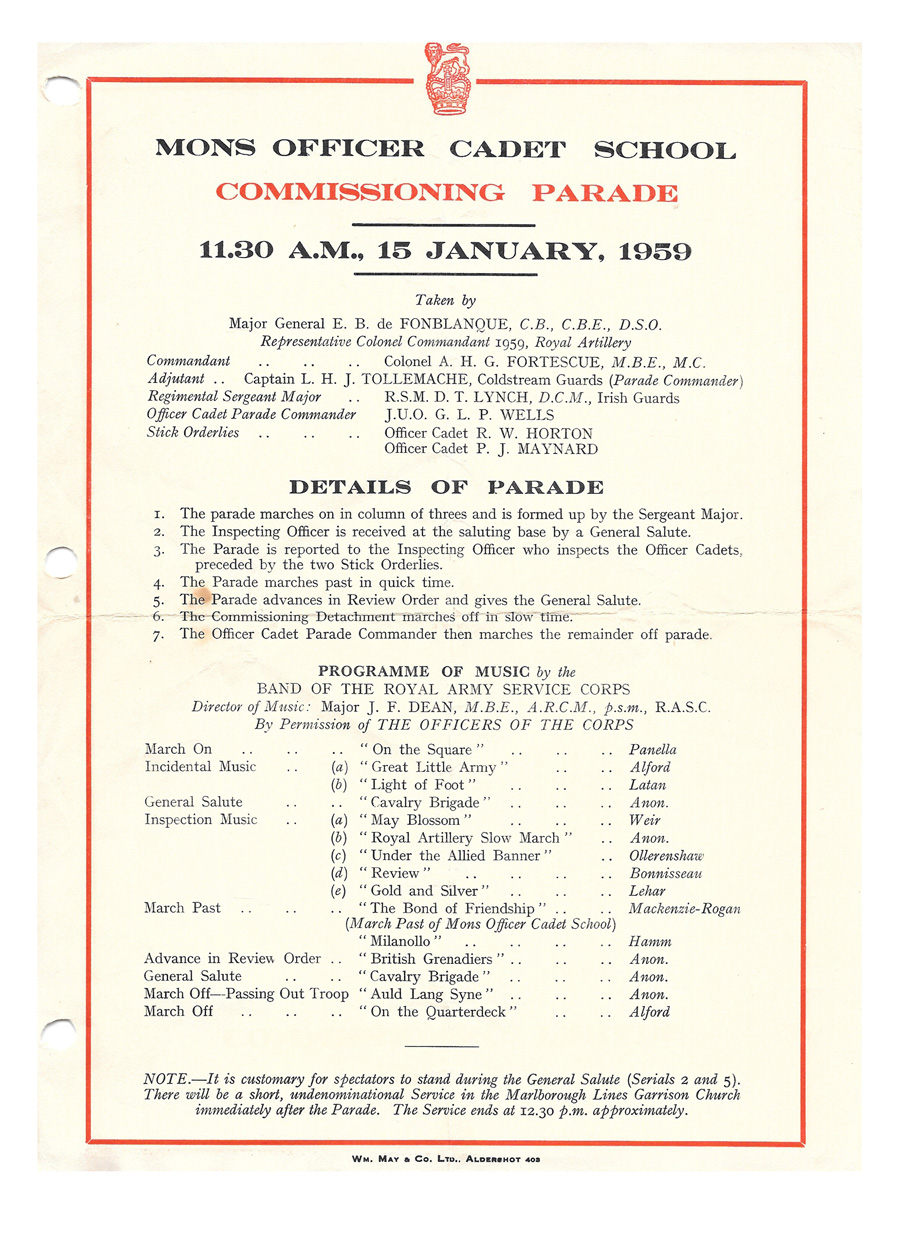 MONS OFFICER CADET SCHOOL
COMMISSIONING PARADE
11.30 A.M., 15 JANUARY, 1959
Taken by
Major General E. B. de FONBLANQUE, C.B., C.B.E., D.S.O.
Representative Colonel Commandant 1959, Royal Artillery
Commandant .. .. .. Colonel A. H. G. FORTESCUE, M.B.E., M.C.
Adjutant .. Captain L. H. J. TOLLEMACHE, Coldstream Guards (Parade Commander)
Regimental Sergeant Major .. R.S.M. D. T. LYNCH, D.C.M., Irish Guards
Officer Cadet Parade Commander J.U.O. G. L. P. WELLS
Stick Orderlies .. .. .. Officer Cadet R. W. HORTON
Officer Cadet P. J. MAYNARD
DETAILS OF PARADE
1. The parade marches on in column of threes and is formed up by the Sergeant Major.
2. The Inspecting Officer is received at the saluting base by a General Salute.
3. The Parade is reported to the Inspecting Officer who inspects the Officer Cadets,
preceded by the two Stick Orderlies.
4. The Parade marches past in quick time.
5. The Parade advances in Review Order and gives the General Salute.
6. The Commissioning Detachment marches off in slow time.
7. The Officer Cadet Parade Commander then marches the remainder off parade.
PROGRAMME OF MUSIC by the
BAND OF THE ROYAL ARMY SERVICE CORPS
Director of Music: Major J. F. DEAN, M.B.E., A.R.C.M., p.s.m., R.A.S.C.
By Permission of THE OFFICERS OF THE CORPS
March On .. .. .. " On the Square " .. .. .. Panella
Incidental Music .. (a) " Great Little Army " .. .. Alford
(b) " Light of Foot " .. .. .. Latan
General Salute .. .. " Cavalry Brigade " .. .. .. Anon.
Inspection Music .. (a) " May Blossom " .. .. .. Weir
(b) " Royal Artillery Slow March " .. Anon.
(c) " Under the Allied Banner " .. Ollerenshaw
(d) " Review " .. .. .. .. Bonnisseau
(e) " Gold and Silver " .. .. .. Lehar
March Past .. .. .. " The Bond of Friendship " .. .. Mackenzie-Rogan
(March Past of Mons Officer Cadet School)
" Milanollo " .. .. .. .. Hamm
Advance in Review Order .. " British Grenadiers " .. .. .. Anon.
General Salute .. .. " Cavalry Brigade " .. .. .. Anon.
March Off—Passing Out Troop " Auld Lang Syne " .. .. .. Anon.
March Off .. .. .. " On the Quarterdeck " .. .. Alford
NOTE.—It is customary for spectators to stand during the General Salute (Serials 2 and 5).
There will be a short, undenominational Service in the Marlborough Lines Garrison Church
immediately after the Parade. The Service ends at 12.30 p.m. approximately.
WM. MAY & CO. LTD., ALDERSHOT 403